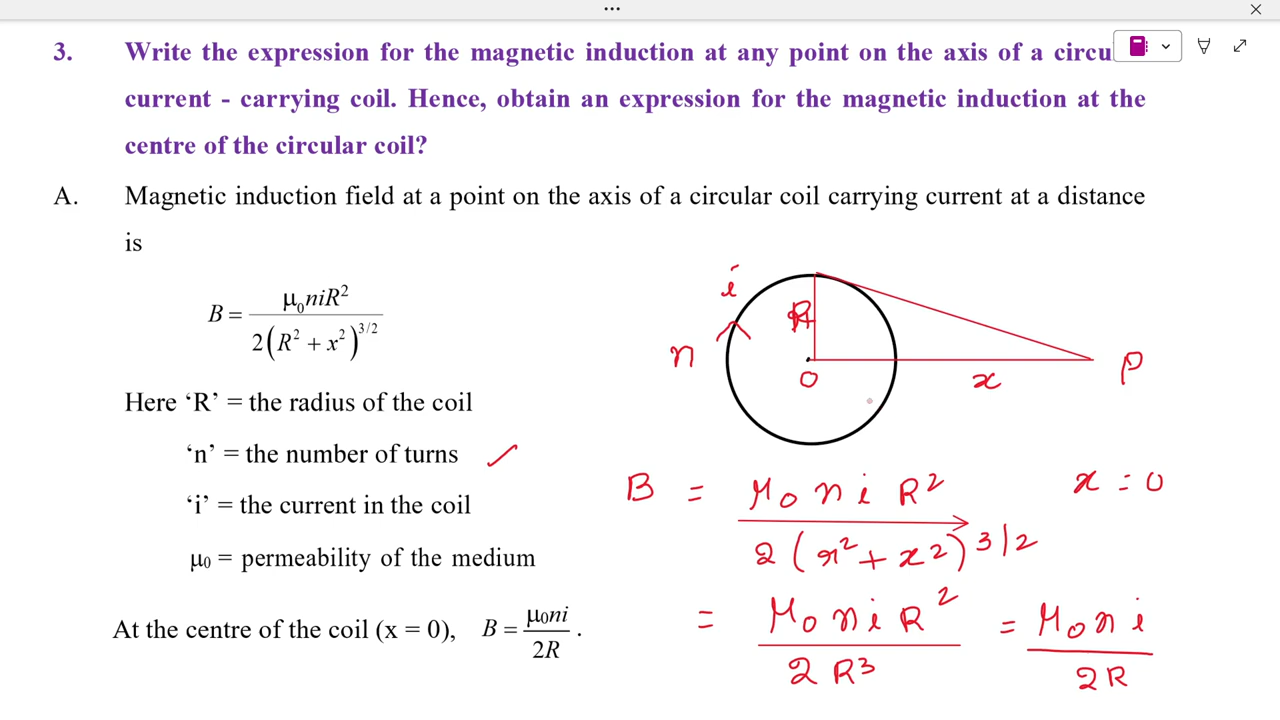 3. Write the expression for the magnetic induction at any point on the axis of a circu
current - carrying coil. Hence, obtain an expression for the magnetic induction at the
centre of the circular coil?
A. Magnetic induction field at a point on the axis of a circular coil carrying current at a distance
is
B = μ₀niR² / 2(R² + x²)^3/2
i
R
n
O
x
P
Here ‘R’ = the radius of the coil
‘n’ = the number of turns
‘i’ = the current in the coil
μ₀ = permeability of the medium
At the centre of the coil (x = 0), B = μ₀ni / 2R .
B = μ₀ n i R² / 2 (r² + x2)^3/2
x = 0
= μ₀ n i R² / 2 R³ = μ₀ n i / 2R